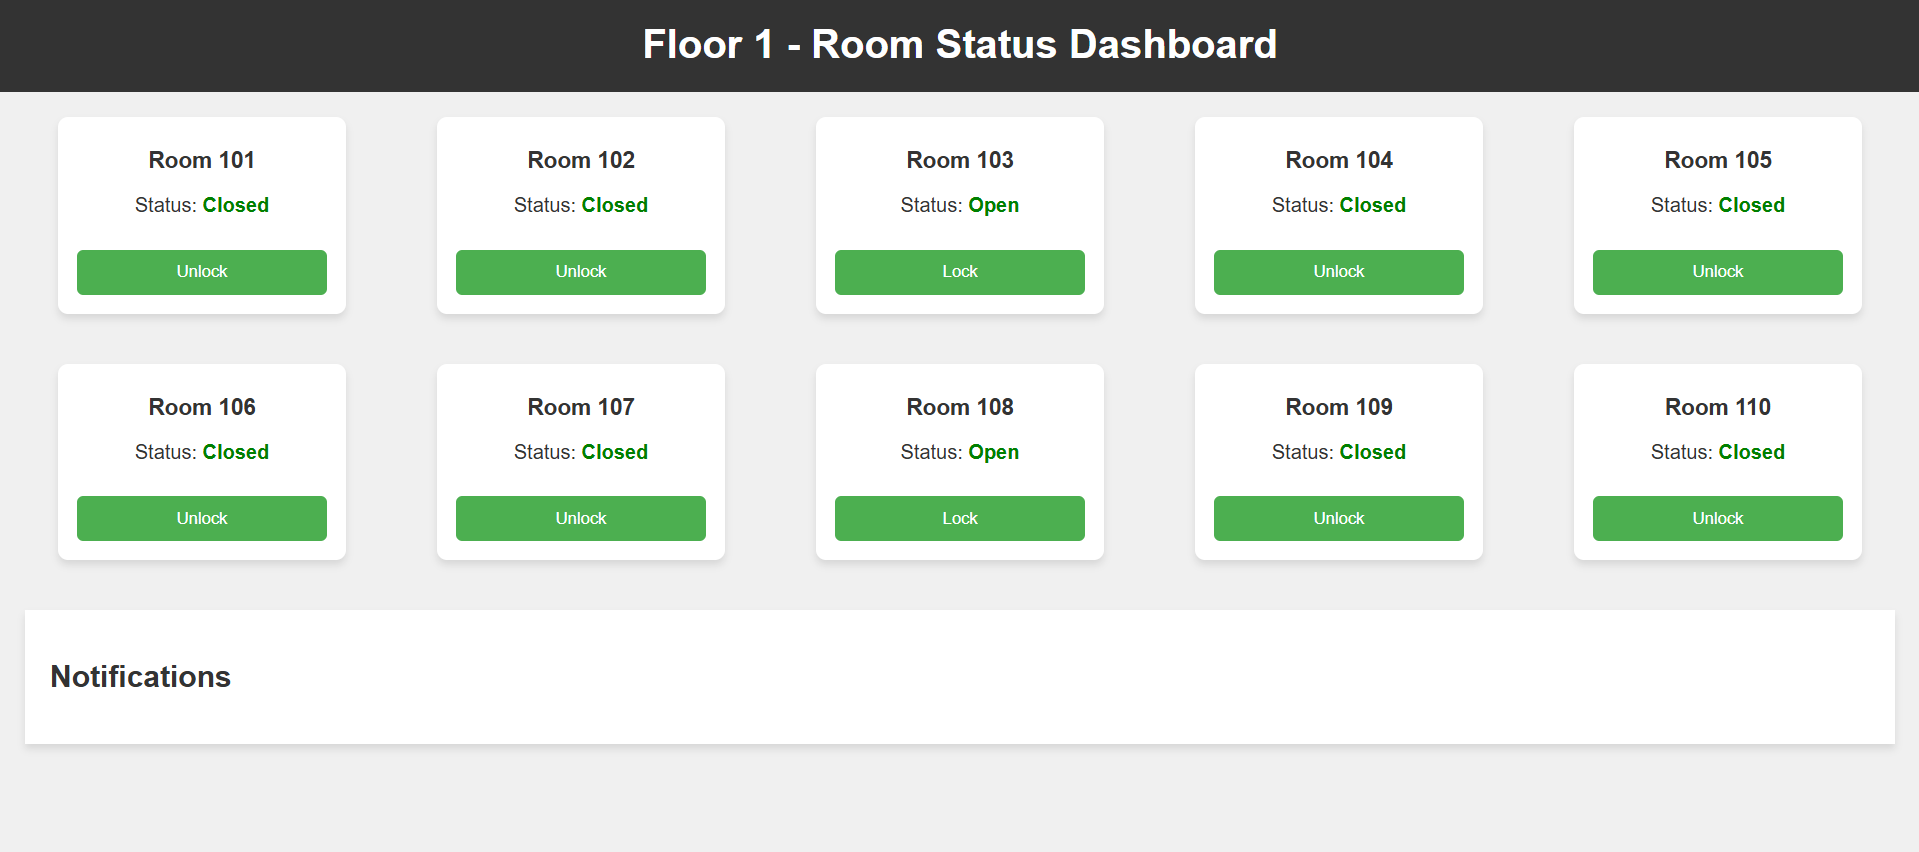 Floor 1 - Room Status Dashboard
Room 101
Status: Closed
Unlock
Room 102
Status: Closed
Unlock
Room 103
Status: Open
Lock
Room 104
Status: Closed
Unlock
Room 105
Status: Closed
Unlock
Room 106
Status: Closed
Unlock
Room 107
Status: Closed
Unlock
Room 108
Status: Open
Lock
Room 109
Status: Closed
Unlock
Room 110
Status: Closed
Unlock
Notifications